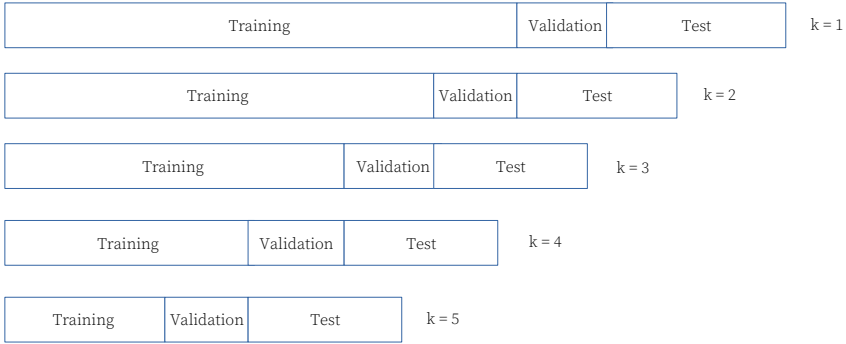 Training Validation Test k = 1
Training Validation Test k = 2
Training Validation Test k = 3
Training Validation Test k = 4
Training Validation Test k = 5